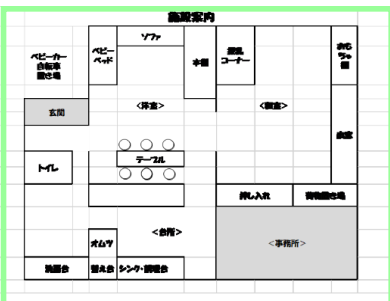 施設案内
ソファ
ベビーカー
自転車
置き場
ベビー
ベッド
本棚
授乳
コーナー
おも
ちゃ
棚
玄関
<洋室>
<和室>
テーブル
トイレ
押し入れ
荷物置き場
オムツ
替え台
<台所>
<事務所>
洗面台
シンク・調理台